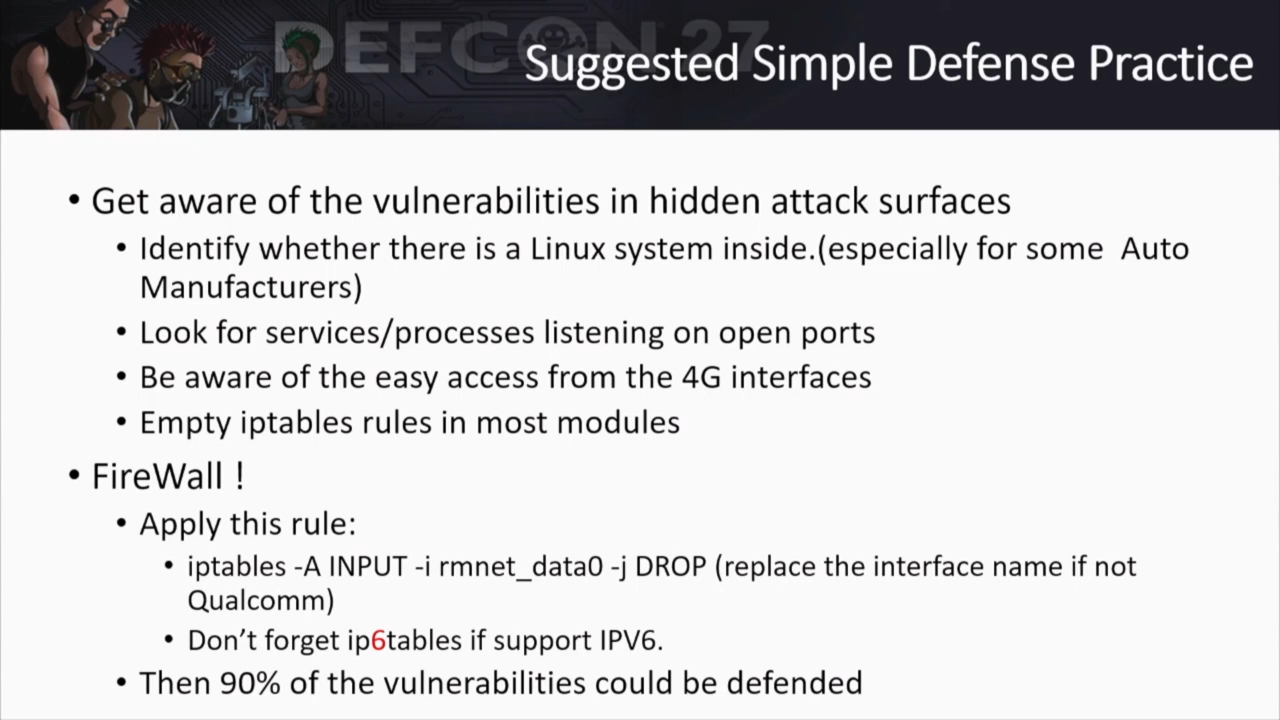 DEFCON 27
Suggested Simple Defense Practice
• Get aware of the vulnerabilities in hidden attack surfaces
• Identify whether there is a Linux system inside.(especially for some  Auto
Manufacturers)
• Look for services/processes listening on open ports
• Be aware of the easy access from the 4G interfaces
• Empty iptables rules in most modules
• FireWall !
• Apply this rule:
• iptables -A INPUT -i rmnet_data0 -j DROP (replace the interface name if not
Qualcomm)
• Don’t forget ip6tables if support IPV6.
• Then 90% of the vulnerabilities could be defended